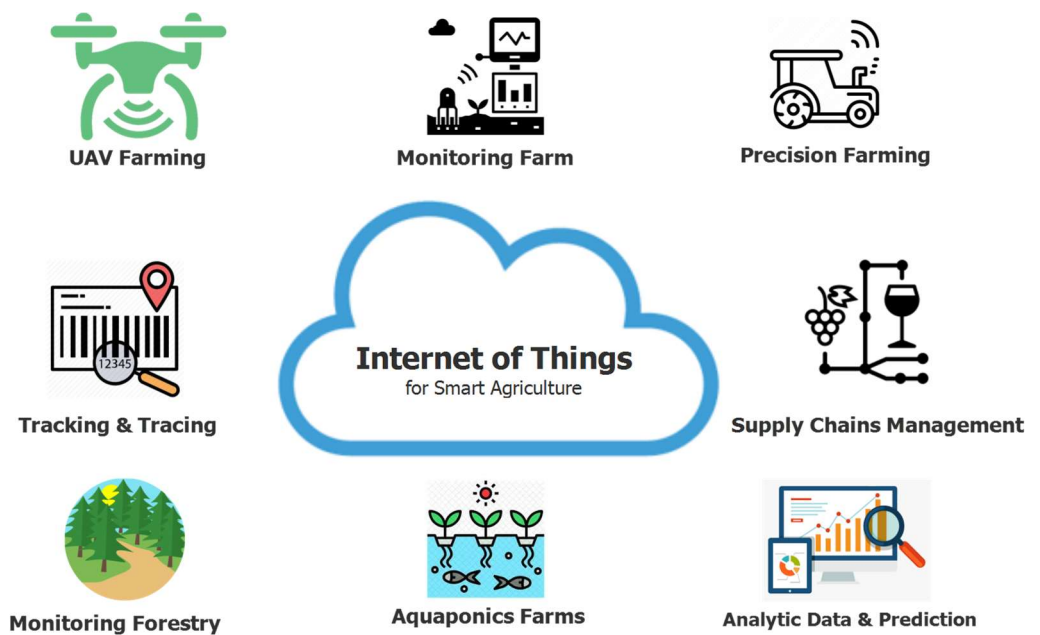 UAV Farming
Monitoring Farm
Precision Farming
Internet of Things
for Smart Agriculture
12345
Tracking & Tracing
Supply Chains Management
Monitoring Forestry
Aquaponics Farms
Analytic Data & Prediction